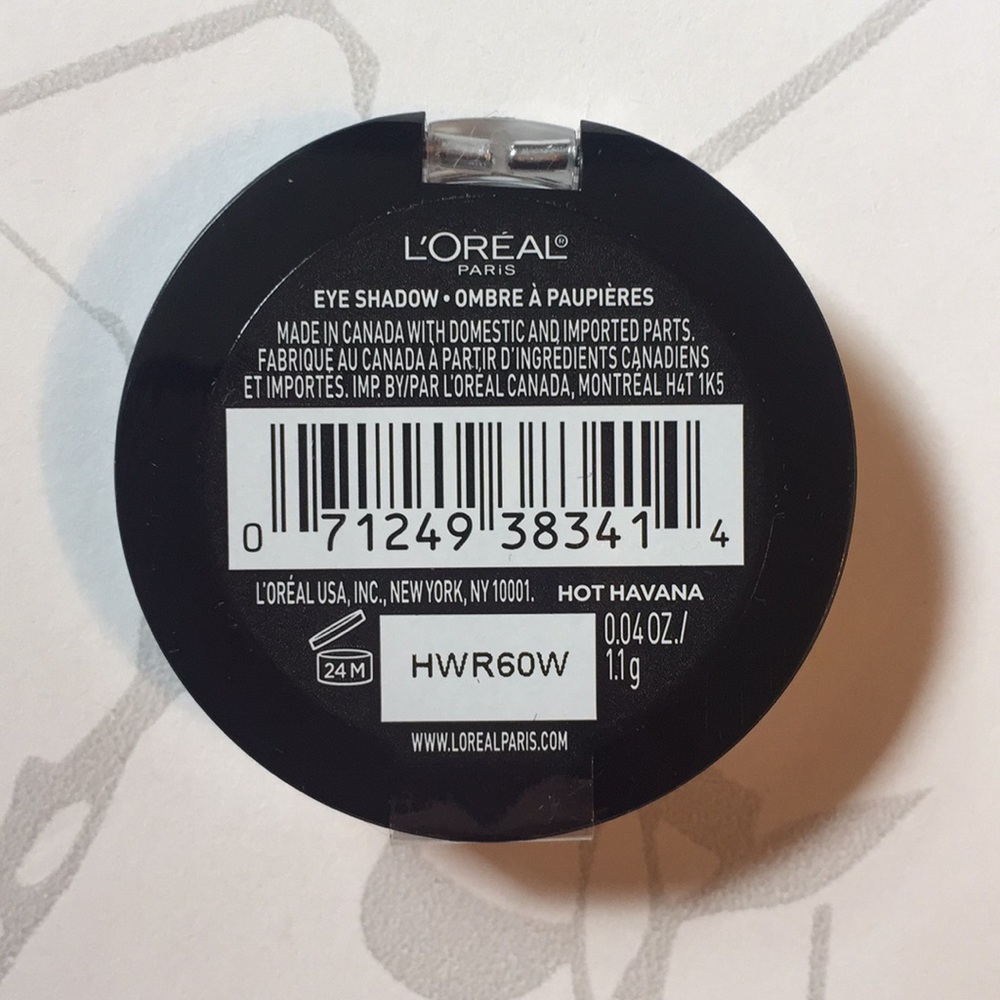 L'ORÉAL®
PARIS
EYE SHADOW • OMBRE À PAUPIÈRES
MADE IN CANADA WITH DOMESTIC AND IMPORTED PARTS.
FABRIQUÉ AU CANADA À PARTIR D'INGRÉDIENTS CANADIENS
ET IMPORTÉS. IMP. BY/PAR L'ORÉAL CANADA, MONTRÉAL H4T 1K5
0 71249 38341 4
L'ORÉAL USA, INC., NEW YORK, NY 10001. HOT HAVANA
0.04 OZ./
24 M HWR60W 1.1 g
WWW.LOREALPARIS.COM